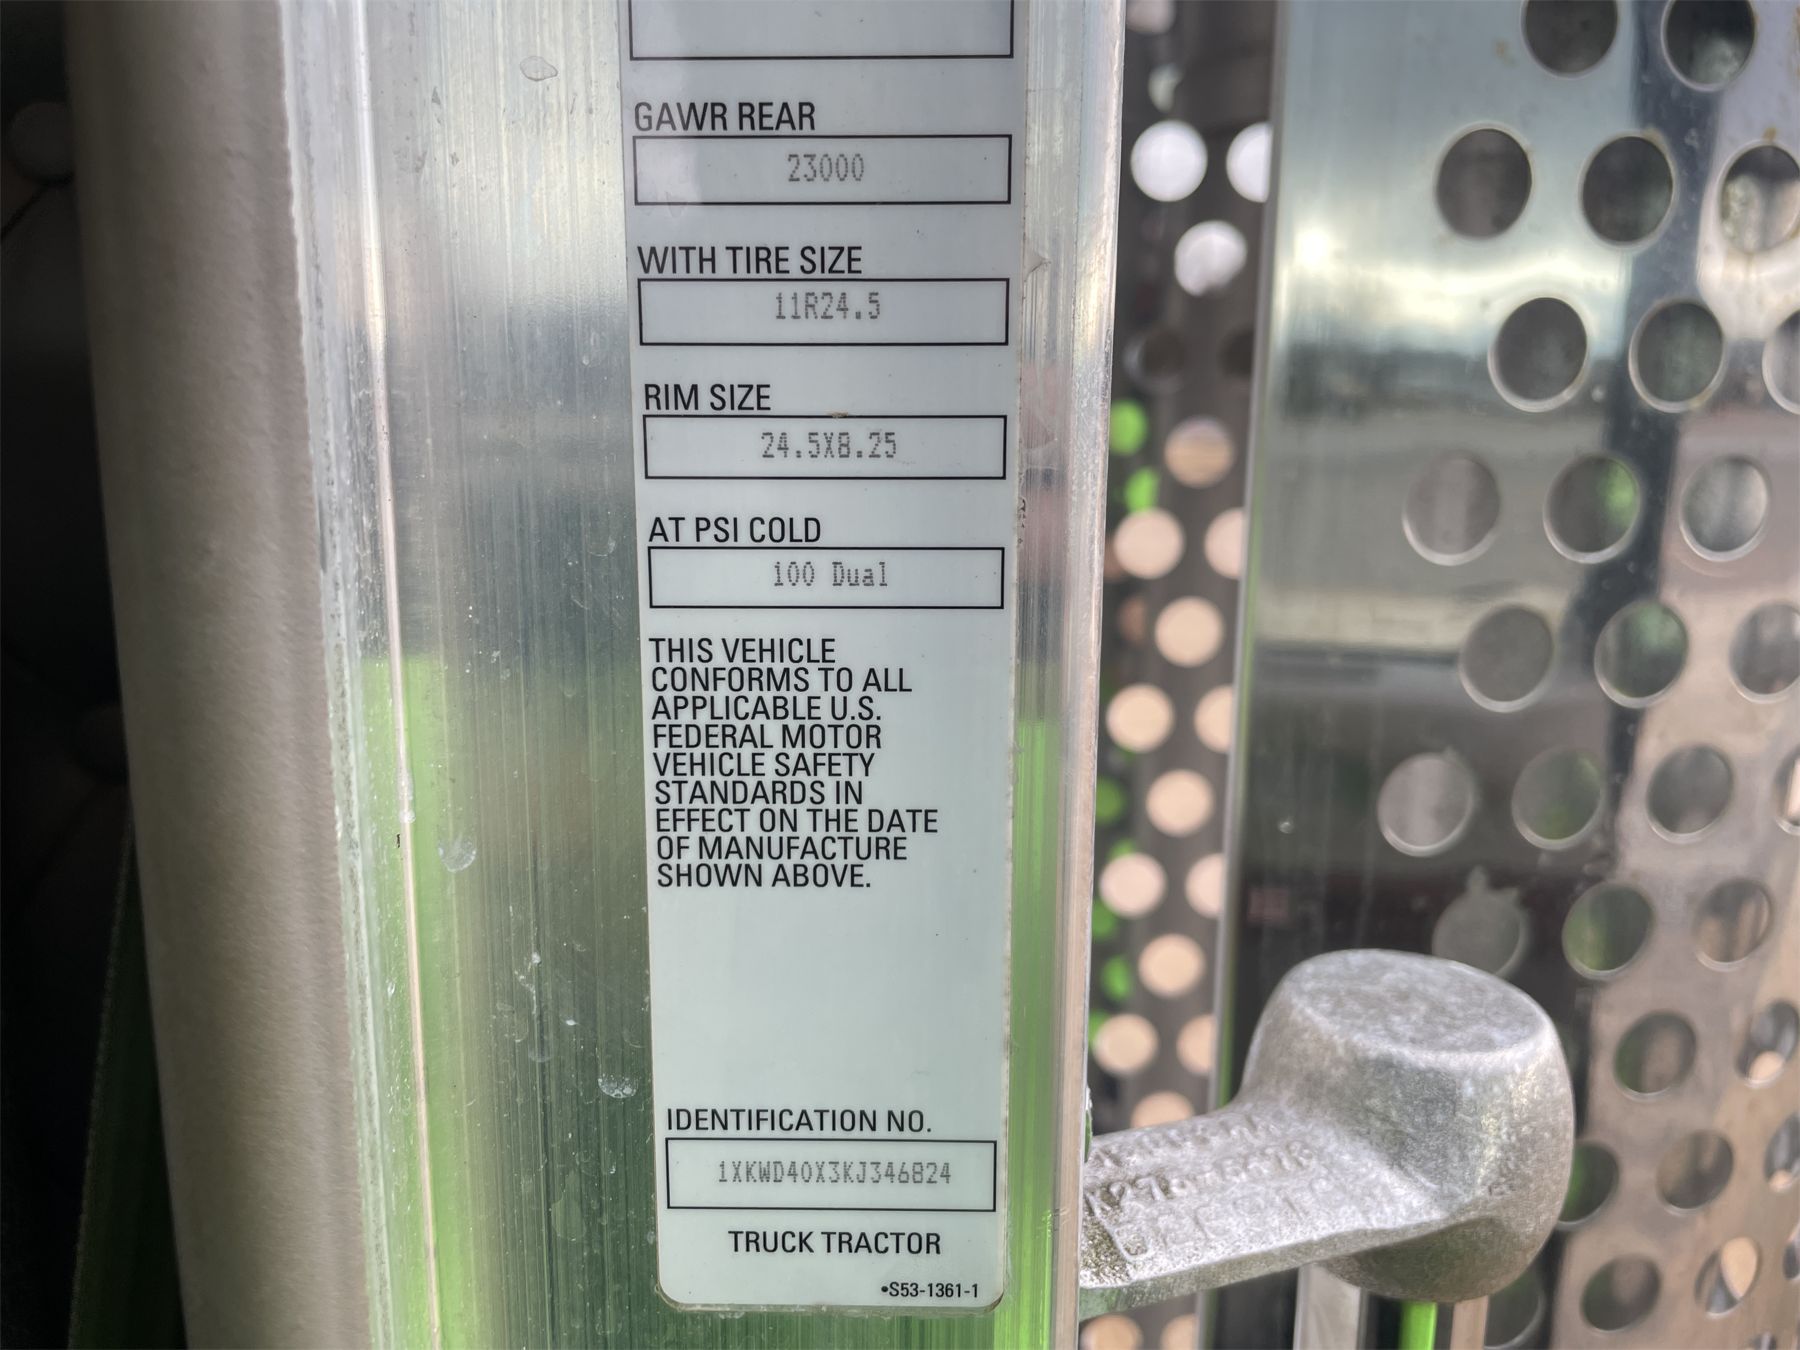 GAWR REAR
23000
WITH TIRE SIZE
11R24.5
RIM SIZE
24.5X8.25
AT PSI COLD
100 Dual
THIS VEHICLE
CONFORMS TO ALL
APPLICABLE U.S.
FEDERAL MOTOR
VEHICLE SAFETY
STANDARDS IN
EFFECT ON THE DATE
OF MANUFACTURE
SHOWN ABOVE.
IDENTIFICATION NO.
1XKWD40X3KJ346824
TRUCK TRACTOR
•S53-1361-1